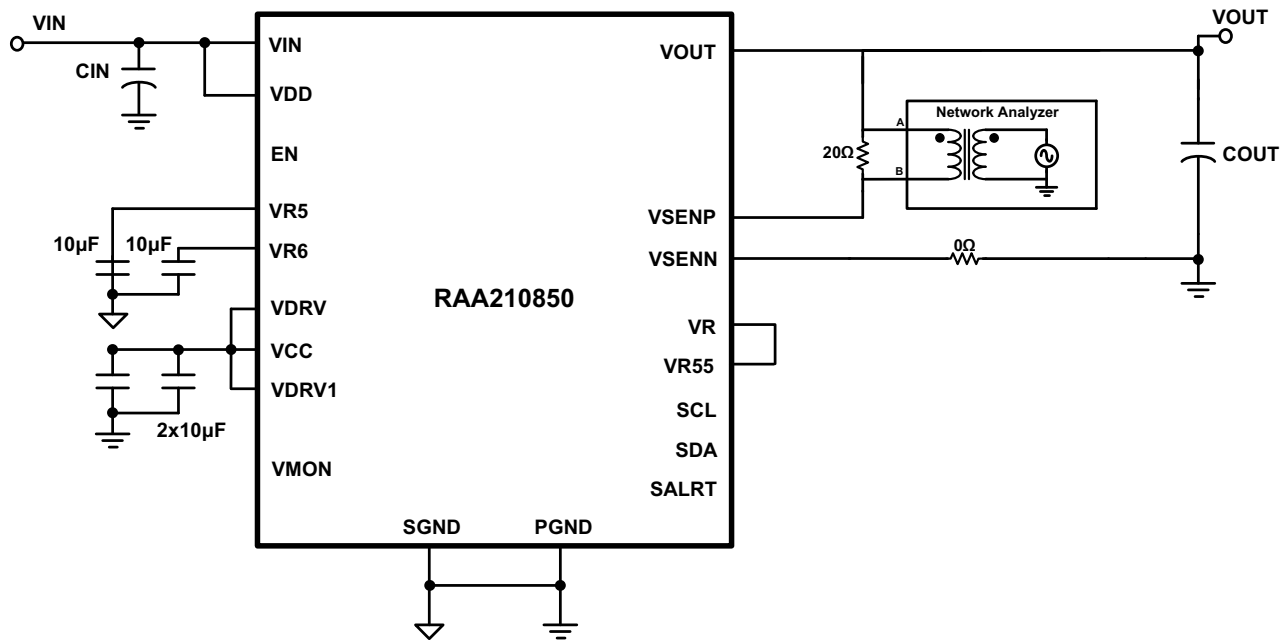 VIN
VOUT
CIN
VIN
VDD
EN
VR5
VR6
10µF
10µF
VDRV
VCC
VDRV1
2x10µF
VMON
RAA210850
SGND
PGND
VOUT
VSENP
VSENN
VR
VR55
SCL
SDA
SALRT
Network Analyzer
A
B
20Ω
0Ω
COUT